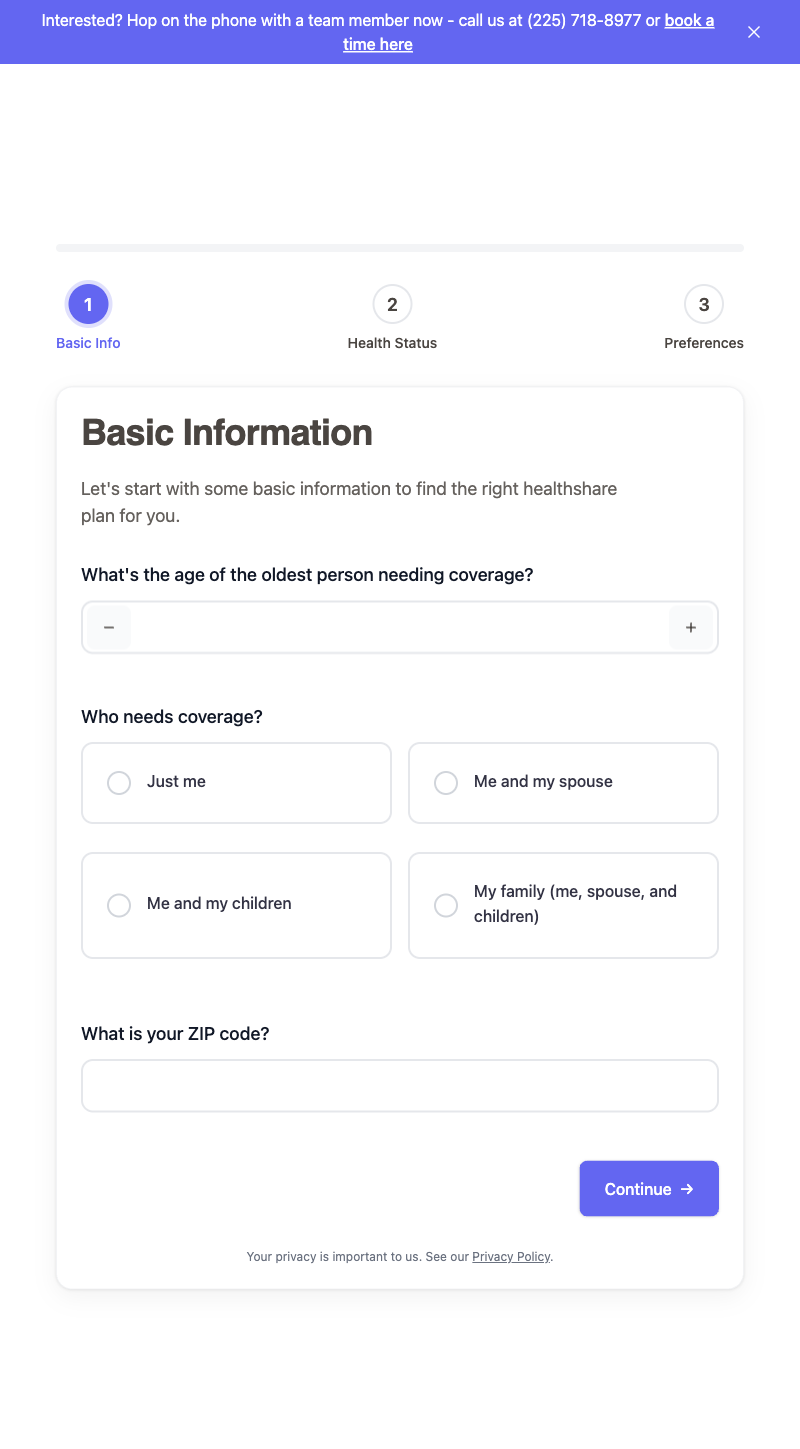 Interested? Hop on the phone with a team member now - call us at (225) 718-8977 or book a
time here
1
2
3
Basic Info
Health Status
Preferences
Basic Information
Let's start with some basic information to find the right healthshare
plan for you.
What's the age of the oldest person needing coverage?
− +
Who needs coverage?
Just me
Me and my spouse
Me and my children
My family (me, spouse, and
children)
What is your ZIP code?
Continue →
Your privacy is important to us. See our Privacy Policy.